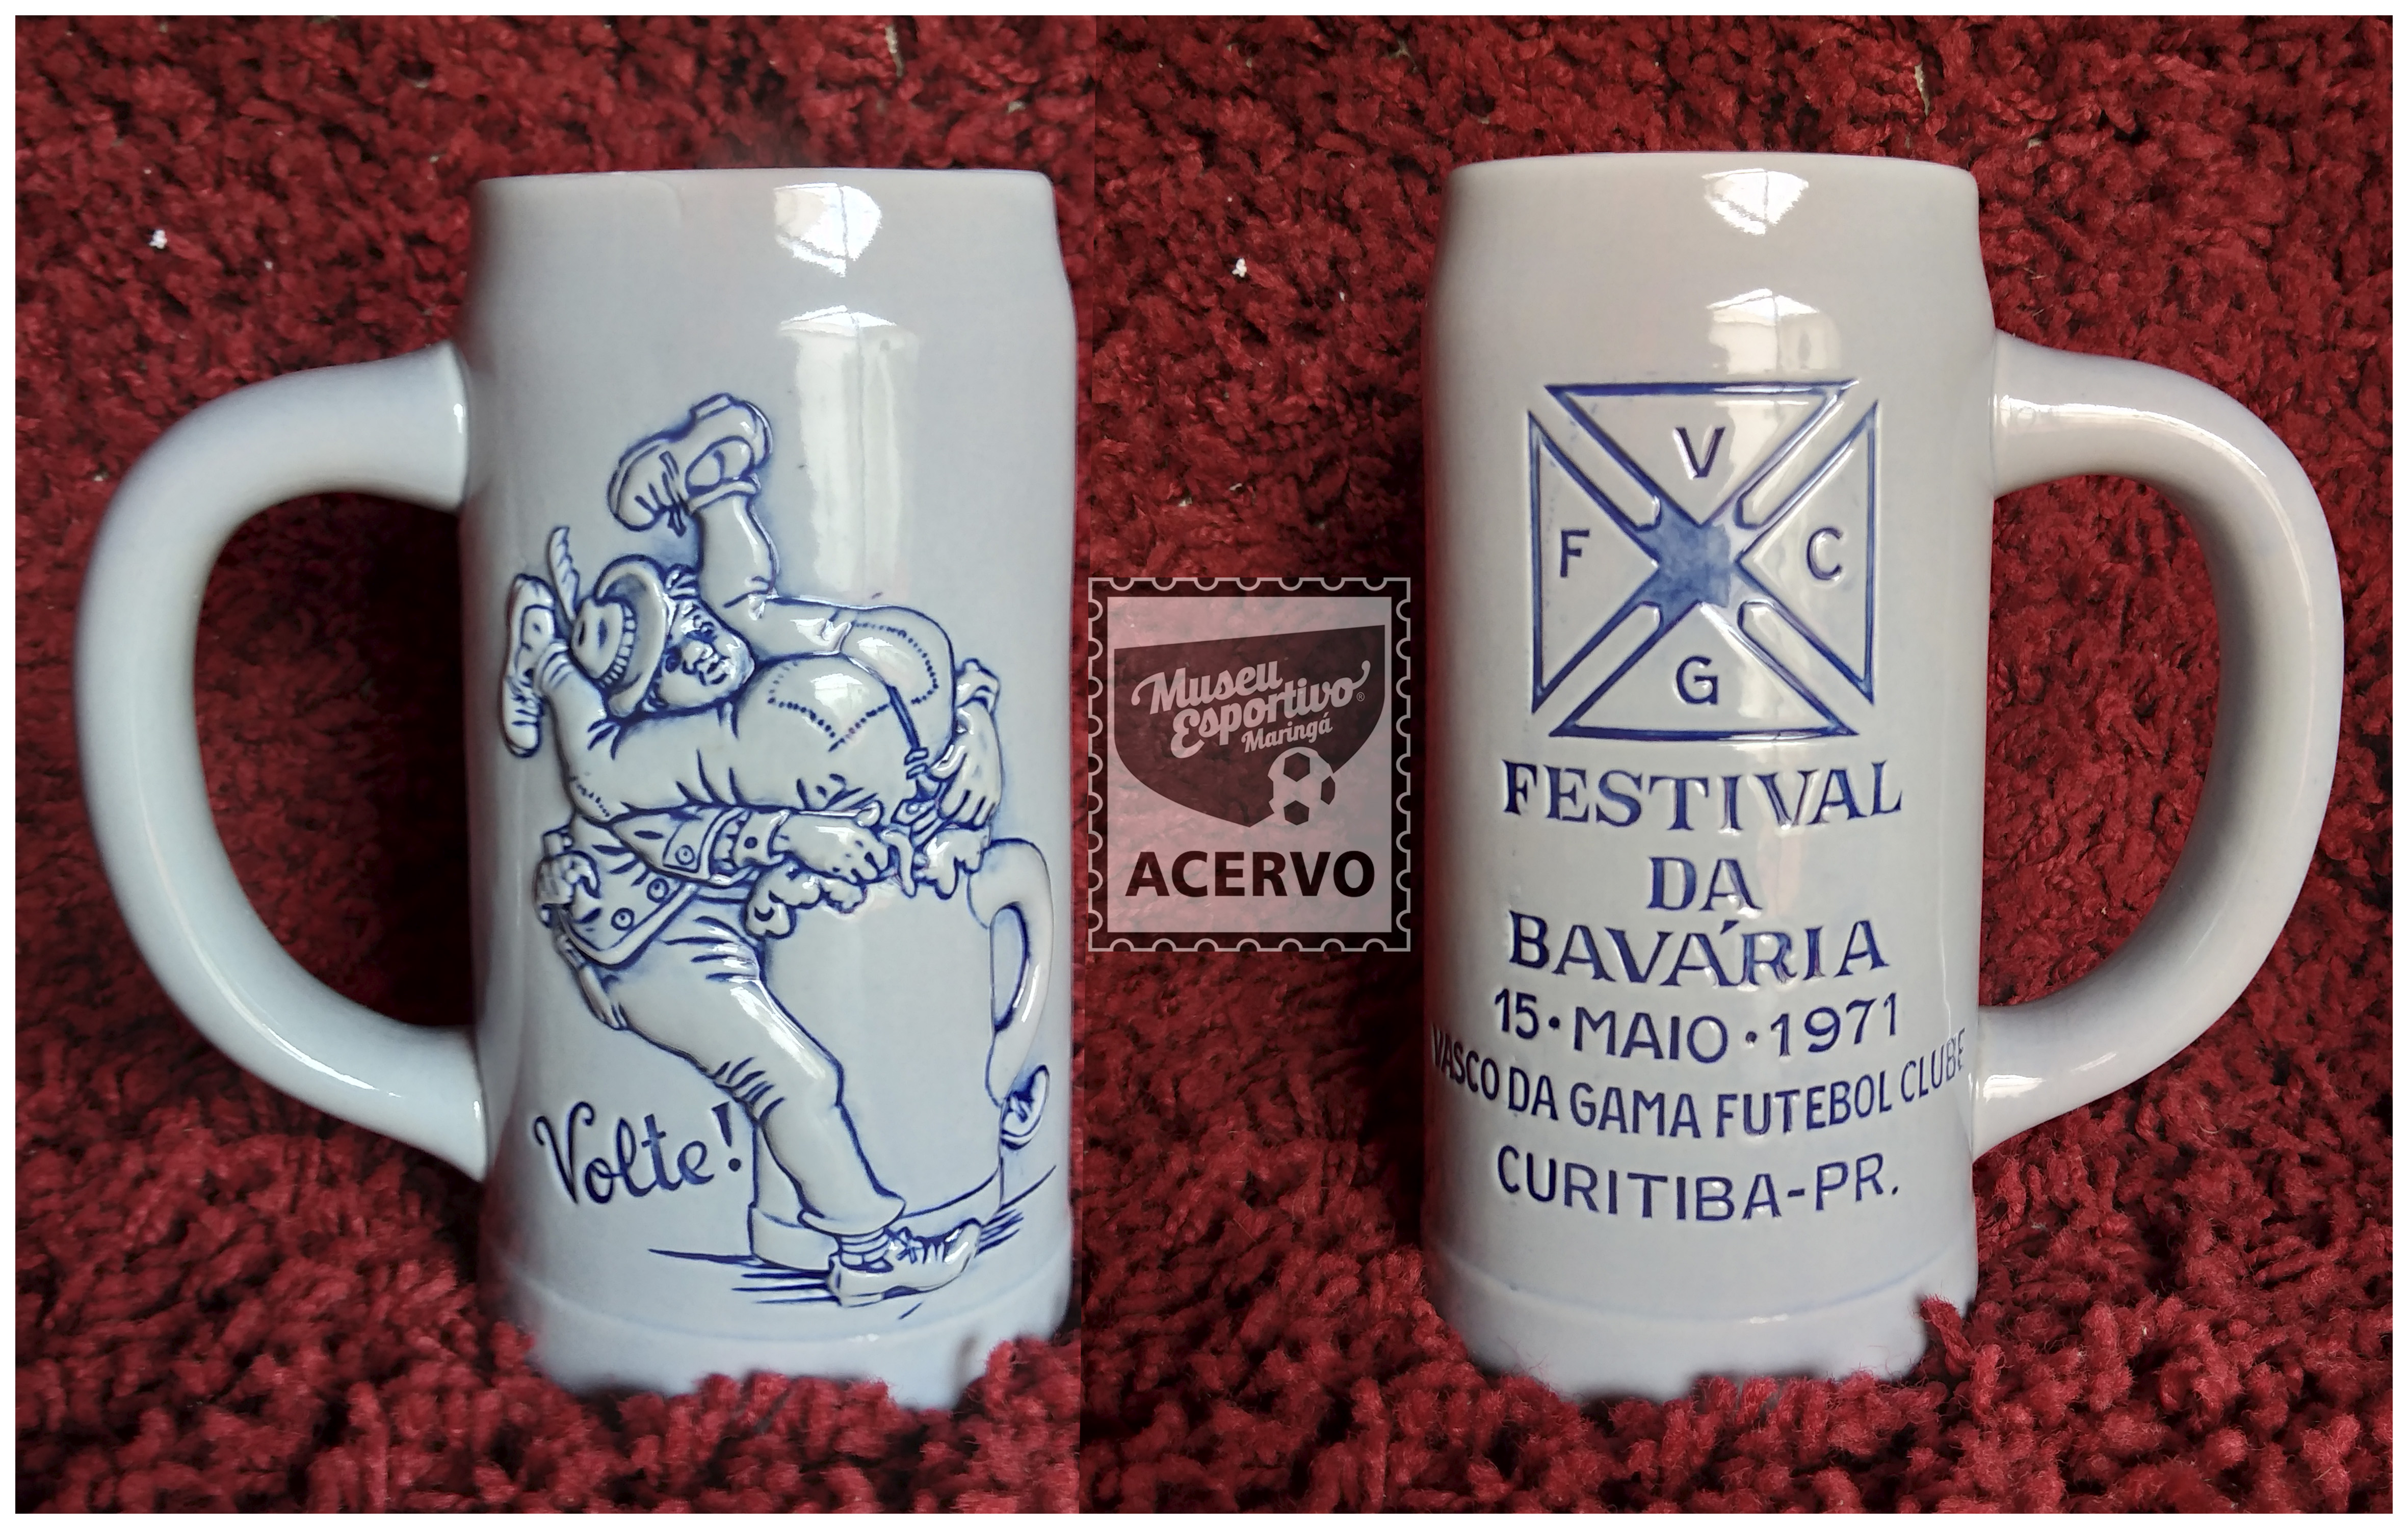 Volte!
Museu
Esportivo®
Maringá
ACERVO
V
F C
G
FESTIVAL
DA
BAVÁRIA
15·MAIO·1971
VASCO DA GAMA FUTEBOL CLUBE
CURITIBA-PR.